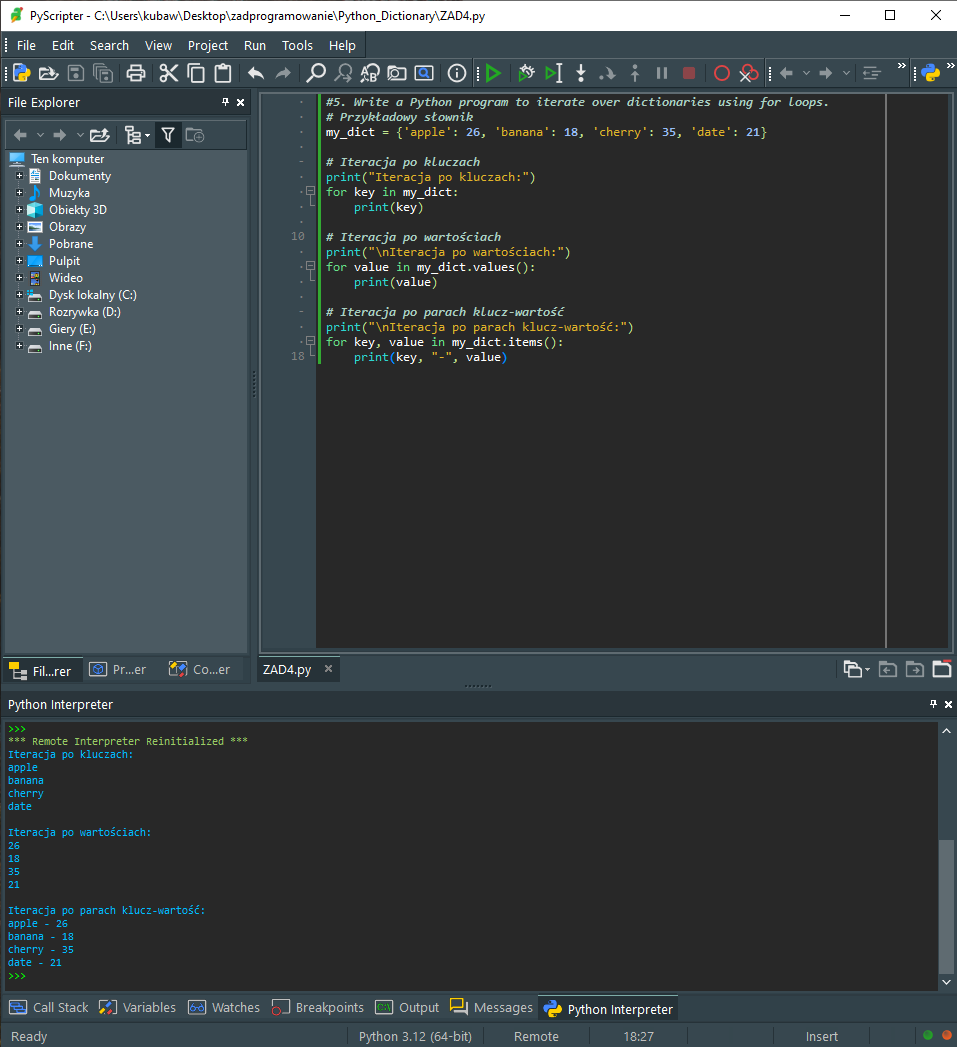 PyScripter - C:\Users\kubaw\Desktop\zadprogramowanie\Python_Dictionary\ZAD4.py
File Edit Search View Project Run Tools Help
File Explorer
Ten komputer
Dokumenty
Muzyka
Obiekty 3D
Obrazy
Pobrane
Pulpit
Wideo
Dysk lokalny (C:)
Rozrywka (D:)
Giery (E:)
Inne (F:)
Fil...rer Pr...er Co...er
#5. Write a Python program to iterate over dictionaries using for loops.
# Przykładowy słownik
my_dict = {'apple': 26, 'banana': 18, 'cherry': 35, 'date': 21}
# Iteracja po kluczach
print("Iteracja po kluczach:")
for key in my_dict:
    print(key)
10 # Iteracja po wartościach
print("\nIteracja po wartościach:")
for value in my_dict.values():
    print(value)
# Iteracja po parach klucz-wartość
print("\nIteracja po parach klucz-wartość:")
for key, value in my_dict.items():
18     print(key, "-", value)
ZAD4.py
Python Interpreter
>>>
*** Remote Interpreter Reinitialized ***
Iteracja po kluczach:
apple
banana
cherry
date
Iteracja po wartościach:
26
18
35
21
Iteracja po parach klucz-wartość:
apple - 26
banana - 18
cherry - 35
date - 21
>>>
Call Stack Variables Watches Breakpoints Output Messages Python Interpreter
Ready Python 3.12 (64-bit) Remote 18:27 Insert